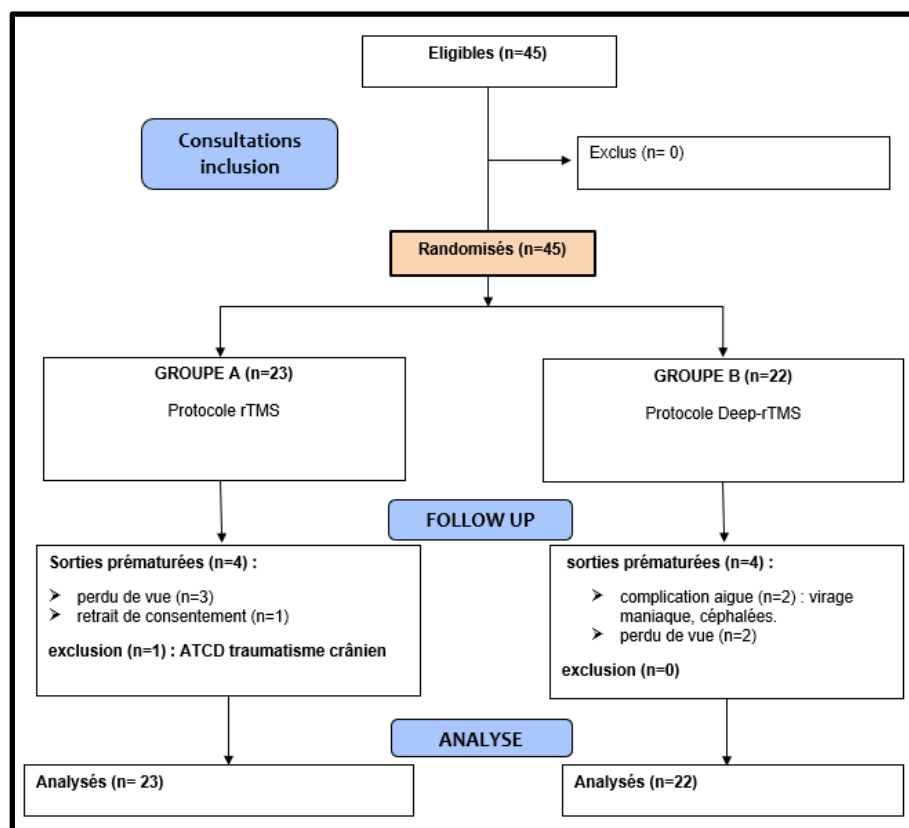 Eligibles (n=45)
Consultations
inclusion
Exclus (n= 0)
Randomisés (n=45)
GROUPE A (n=23)
Protocole rTMS
GROUPE B (n=22)
Protocole Deep-rTMS
FOLLOW UP
Sorties prématurées (n=4) :
➤ perdu de vue (n=3)
➤ retrait de consentement (n=1)
exclusion (n=1) : ATCD traumatisme crânien
sorties prématurées (n=4) :
➤ complication aigue (n=2) : virage
maniaque, céphalées.
➤ perdu de vue (n=2)
exclusion (n=0)
ANALYSE
Analysés (n= 23)
Analysés (n=22)